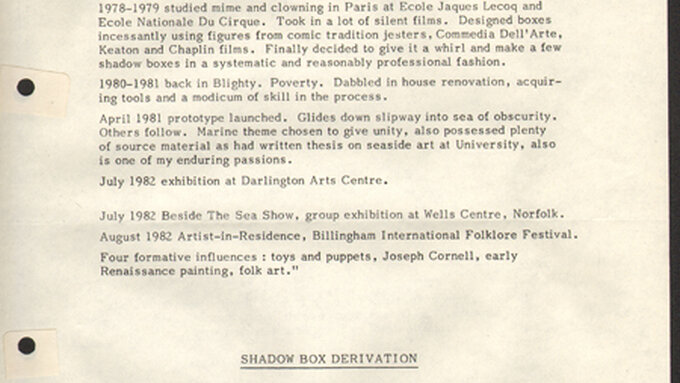 1978-1979 studied mime and clowning in Paris at Ecole Jaques Lecoq and
Ecole Nationale Du Cirque. Took in a lot of silent films. Designed boxes
incessantly using figures from comic tradition jesters, Commedia Dell'Arte,
Keaton and Chaplin films. Finally decided to give it a whirl and make a few
shadow boxes in a systematic and reasonably professional fashion.
1980-1981 back in Blighty. Poverty. Dabbled in house renovation, acquir-
ing tools and a modicum of skill in the process.
April 1981 prototype launched. Glides down slipway into sea of obscurity.
Others follow. Marine theme chosen to give unity, also possessed plenty
of source material as had written thesis on seaside art at University, also
is one of my enduring passions.
July 1982 exhibition at Darlington Arts Centre.
July 1982 Beside The Sea Show, group exhibition at Wells Centre, Norfolk.
August 1982 Artist-in-Residence, Billingham International Folklore Festival.
Four formative influences : toys and puppets, Joseph Cornell, early
Renaissance painting, folk art."
SHADOW BOX DERIVATION